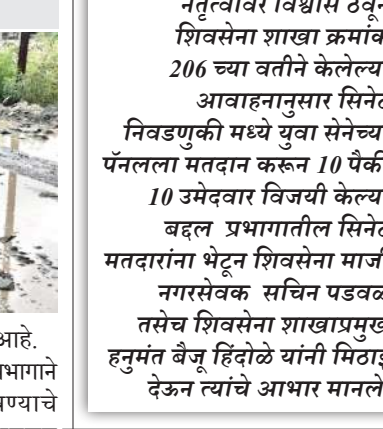 नेतृत्वावर विश्वास ठेवून
शिवसेना शाखा क्रमांक
206 च्या वतीने केलेल्या
आवाहनानुसार सिनेट
निवडणुकी मध्ये युवा सेनेच्या
पॅनलला मतदान करून 10 पैकी
10 उमेदवार विजयी केल्या
बद्दल प्रभागातील सिनेट
मतदारांना भेटून शिवसेना माजी
नगरसेवक सचिन पडवळ
तसेच शिवसेना शाखाप्रमुख
हनुमंत बैजू हिंदोळे यांनी मिठाई
देऊन त्यांचे आभार मानले
आहे.